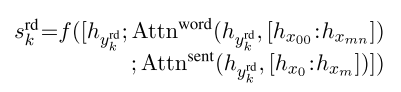 s_k^{rd}=f([h_{y_k^{rd}}; Attn^{word}(h_{y_k^{rd}}, [h_{x_{00}}:h_{x_{mn}}])
; Attn^{sent}(h_{y_k^{rd}}, [h_{x_0}:h_{x_m}])])